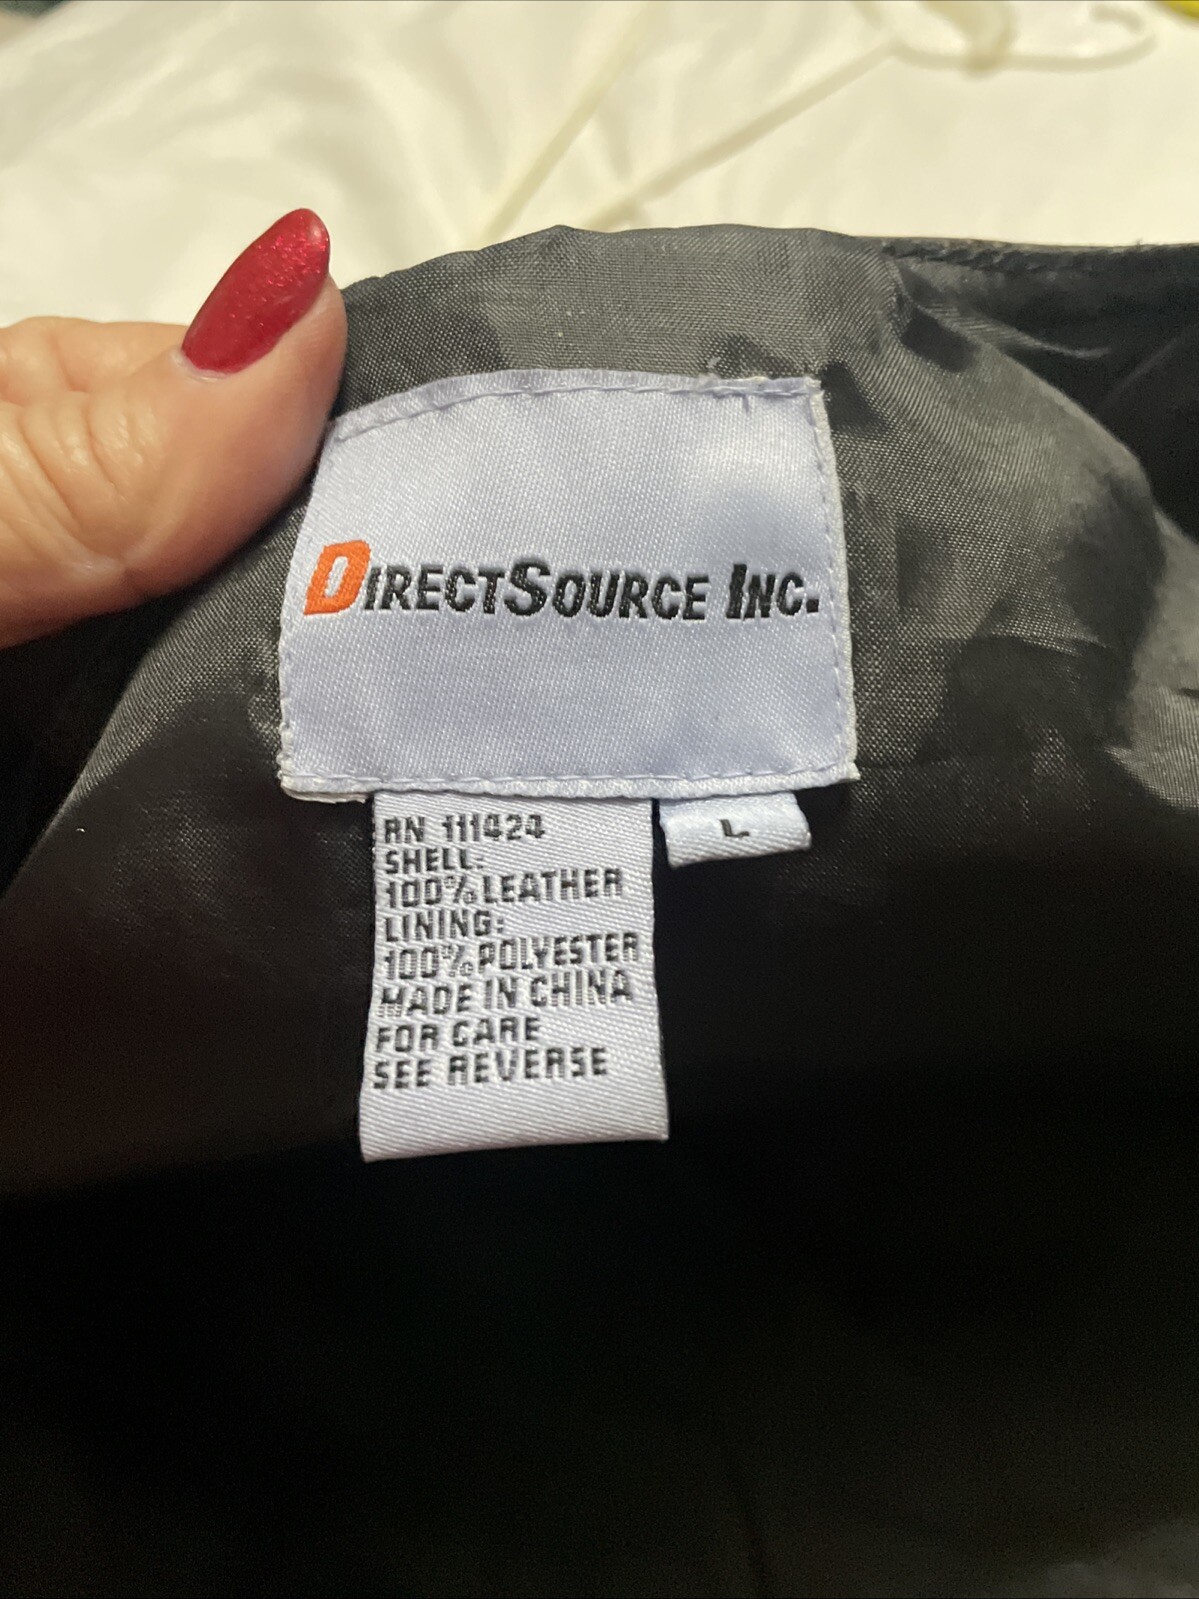 DIRECTSOURCE INC.
RN 111424
SHELL:
100% LEATHER
LINING:
100% POLYESTER
MADE IN CHINA
FOR CARE
SEE REVERSE
L